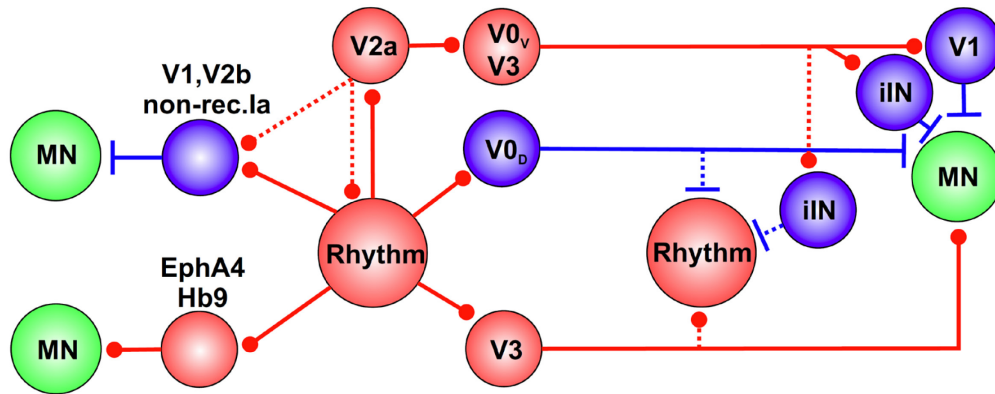 V2a
V0V
V3
V1
V1,V2b
non-rec.Ia
iIN
MN
V0D
MN
iIN
Rhythm
Rhythm
EphA4
Hb9
MN
V3